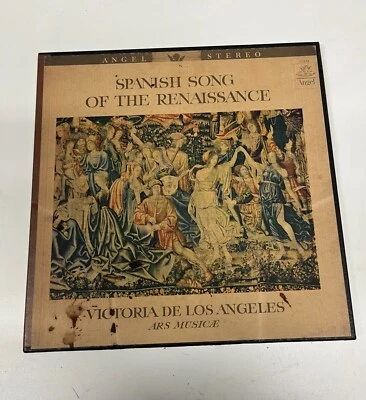 ANGEL STEREO
Angel
SPANISH SONG
OF THE RENAISSANCE
VICTORIA DE LOS ANGELES
ARS MUSICÆ